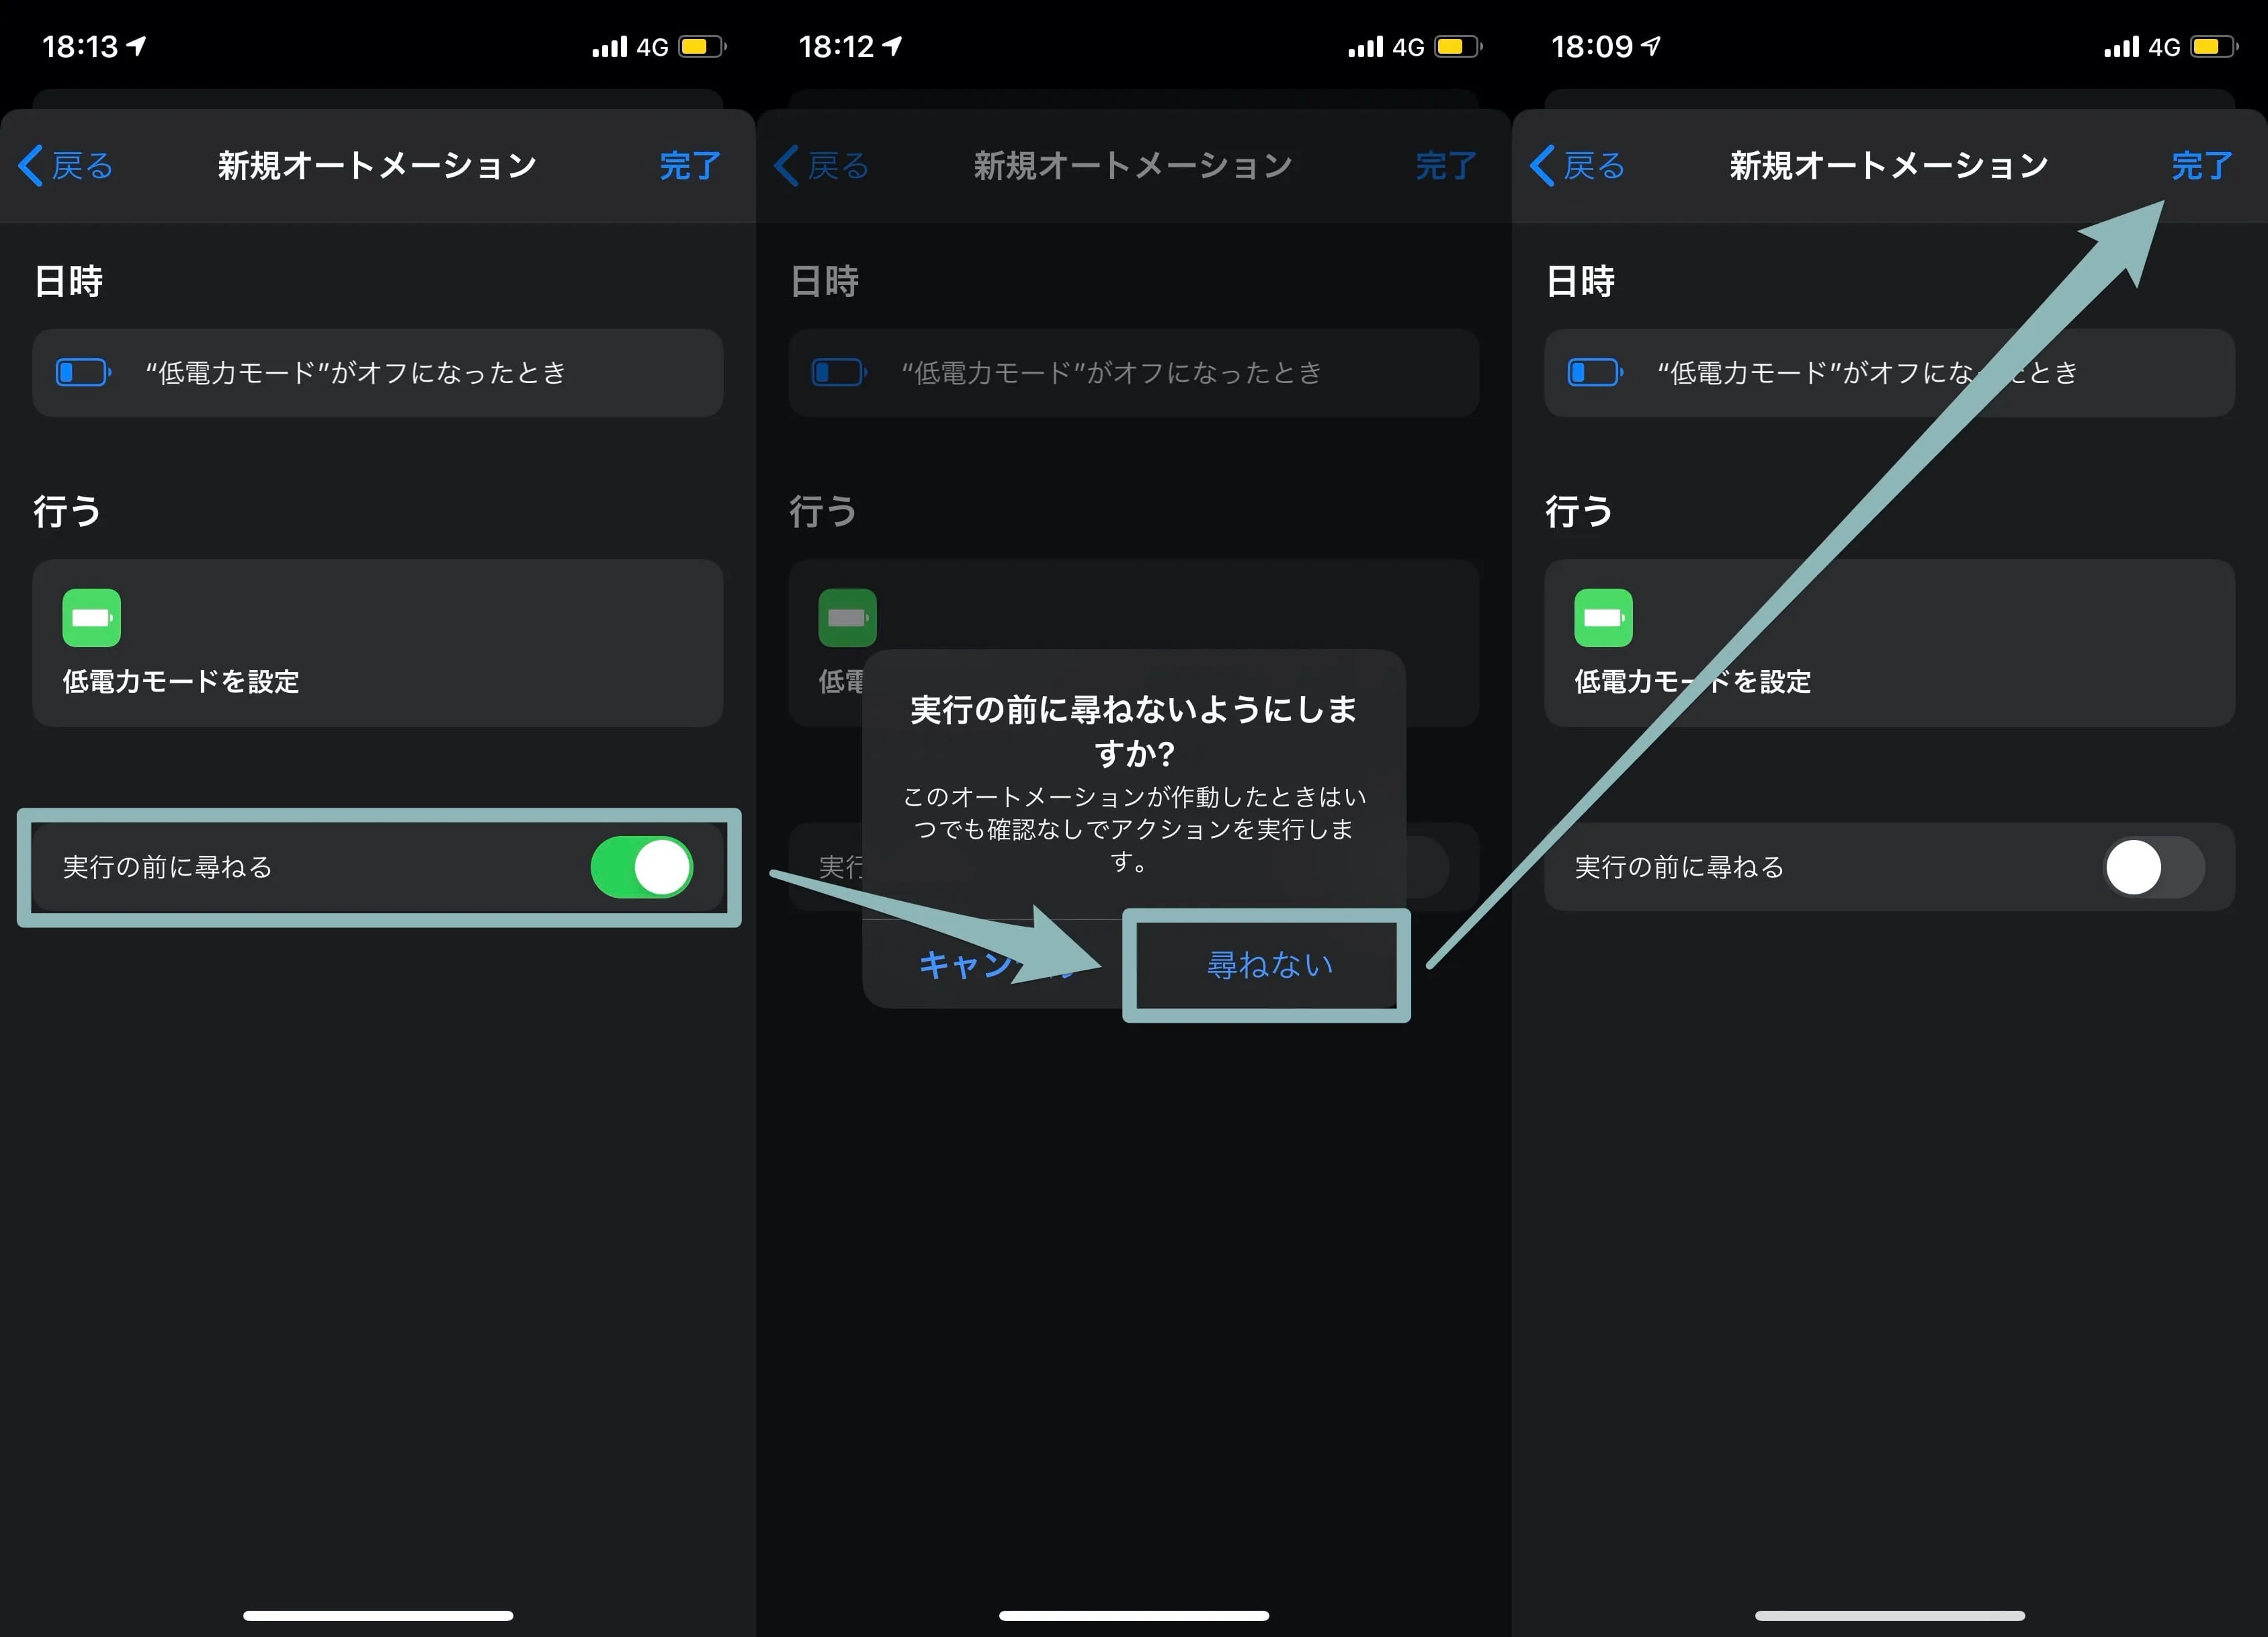 18:13
4G
戻る
新規オートメーション
完了
日時
“低電力モード”がオフになったとき
行う
低電力モードを設定
実行の前に尋ねる
18:12
4G
戻る
新規オートメーション
完了
日時
“低電力モード”がオフになったとき
行う
低電
実行
実行の前に尋ねないようにしま
すか?
このオートメーションが作動したときはい
つでも確認なしでアクションを実行しま
す。
キャン
尋ねない
18:09
4G
戻る
新規オートメーション
完了
日時
“低電力モード”がオフになったとき
行う
低電力モードを設定
実行の前に尋ねる